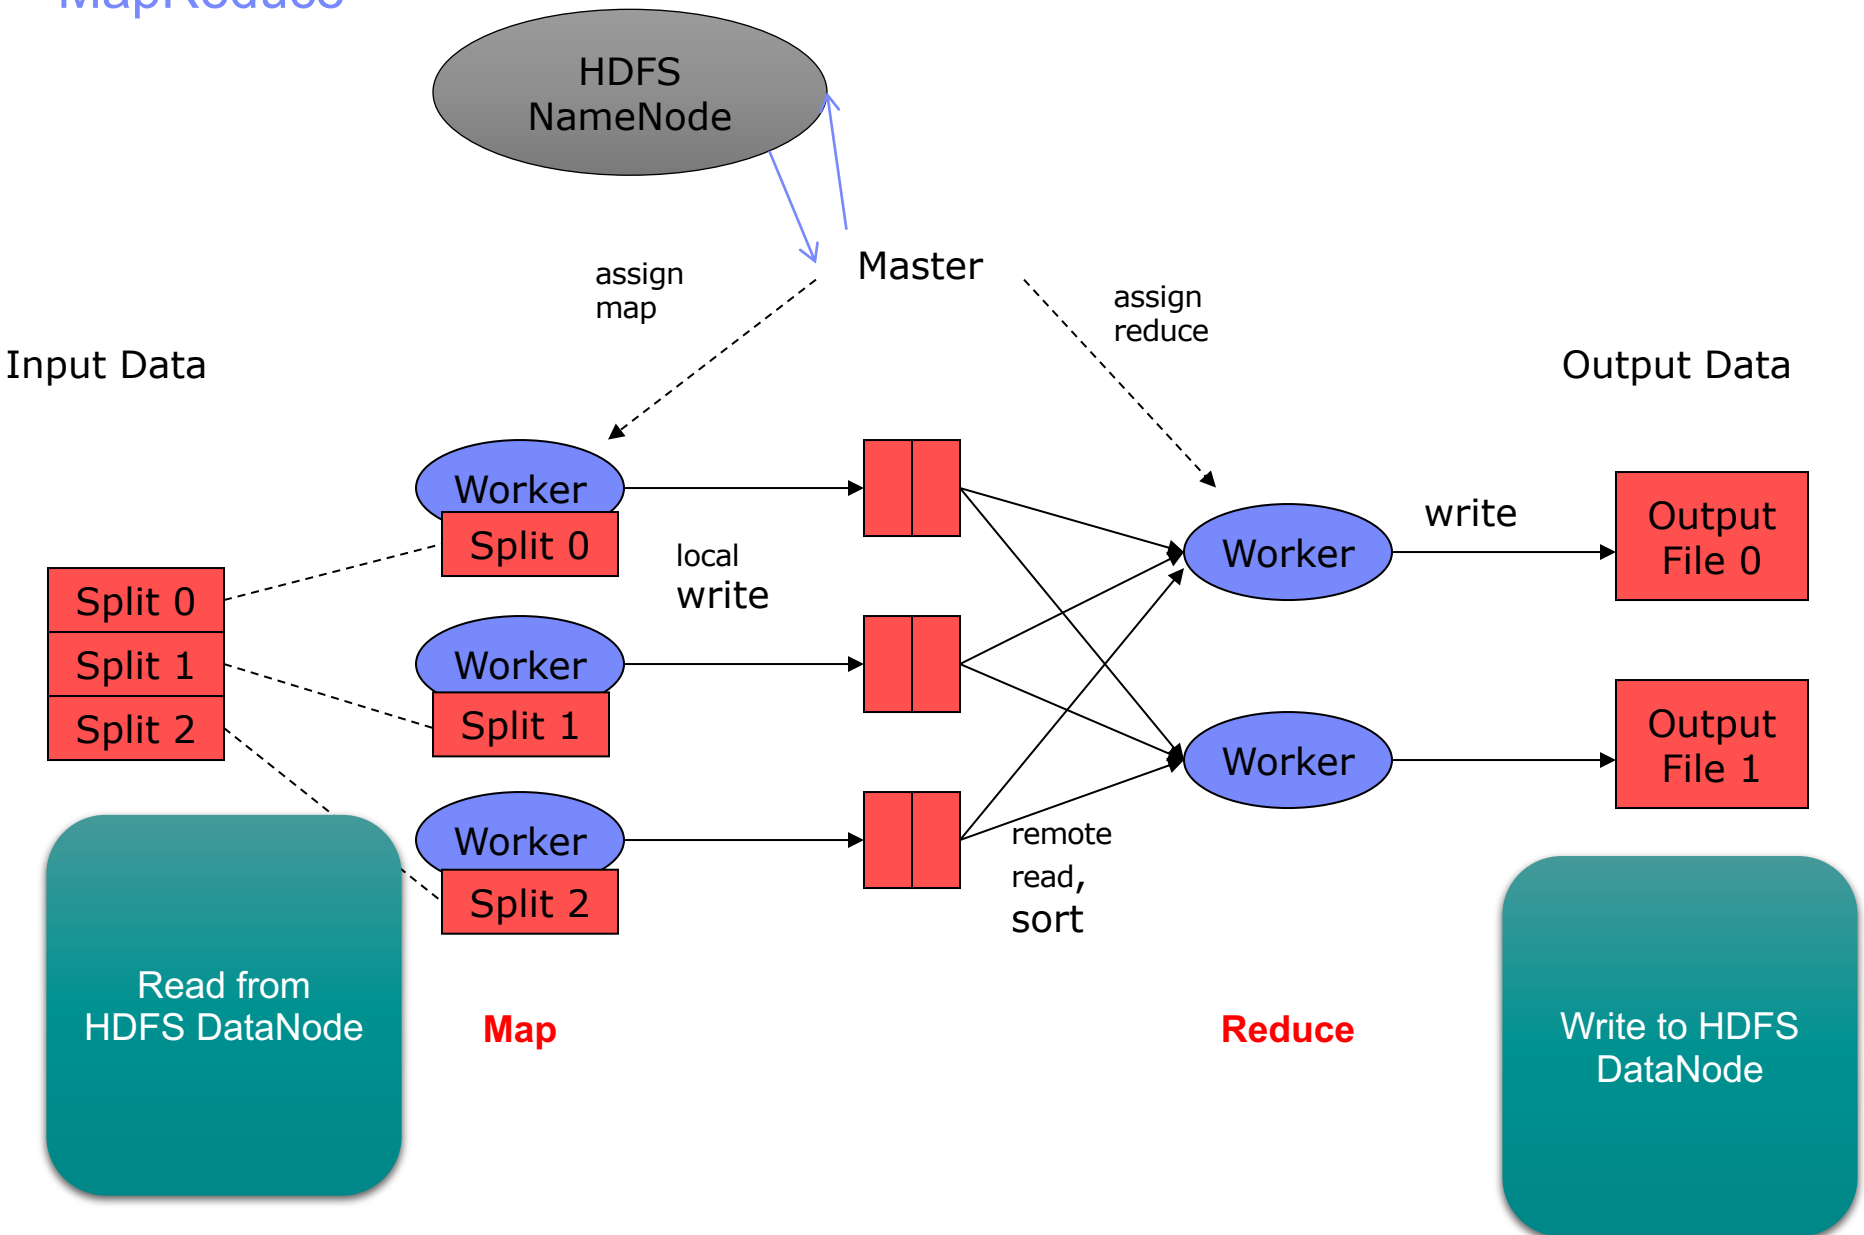 MapReduce
HDFS
NameNode
Master
assign
map
assign
reduce
Input Data
Output Data
Worker
Split 0
local
write
Worker
write
Output
File 0
Split 0
Split 1
Split 2
Worker
Split 1
Worker
Output
File 1
Worker
Split 2
remote
read,
sort
Read from
HDFS DataNode
Map
Reduce
Write to HDFS
DataNode